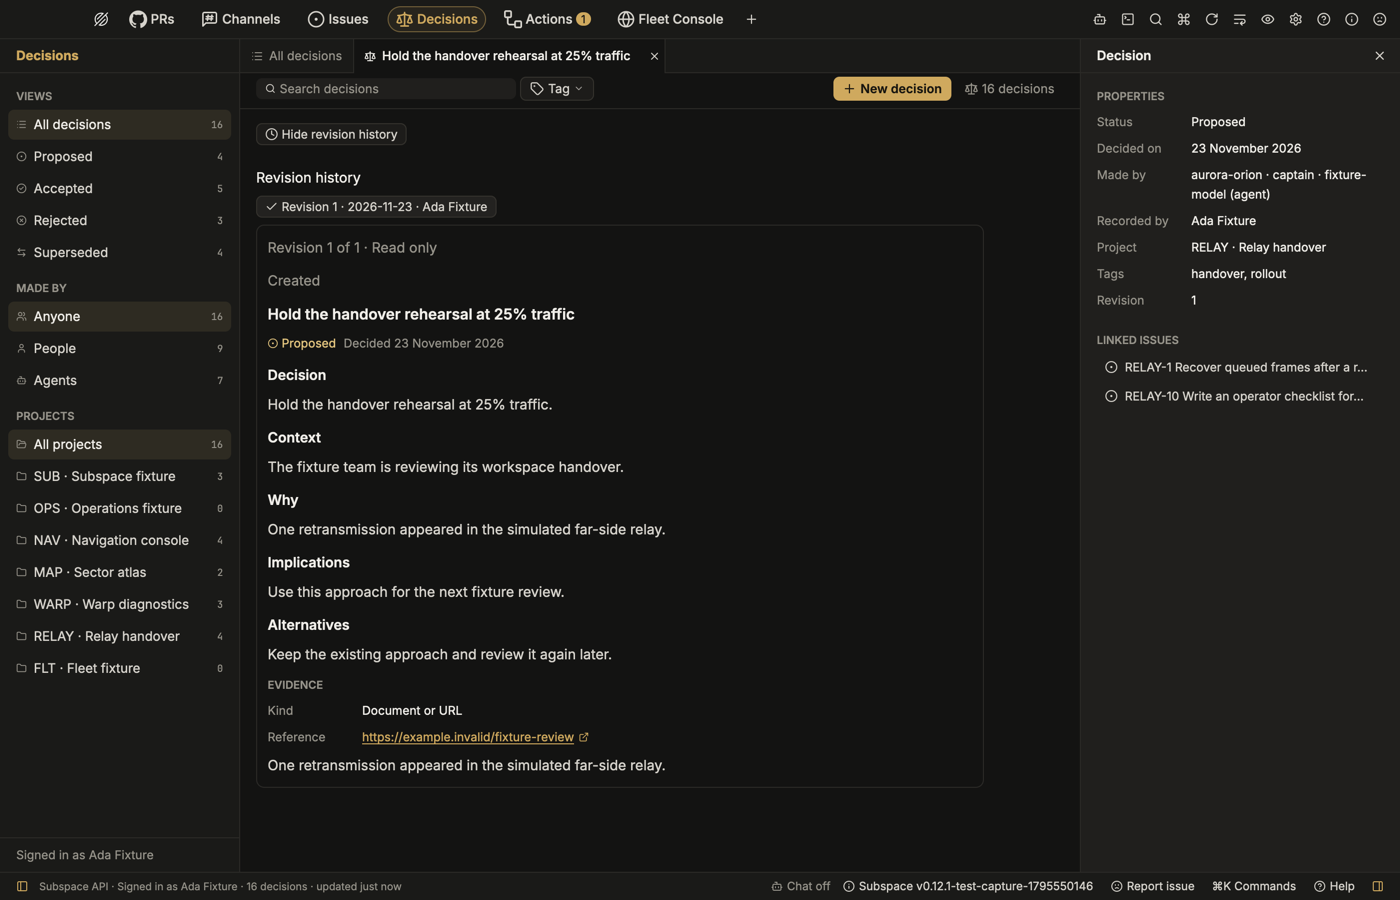 PRs
Channels
Issues
Decisions
Actions 1
Fleet Console
Decisions
VIEWS
All decisions 16
Proposed 4
Accepted 5
Rejected 3
Superseded 4
MADE BY
Anyone 16
People 9
Agents 7
PROJECTS
All projects 16
SUB · Subspace fixture 3
OPS · Operations fixture 0
NAV · Navigation console 4
MAP · Sector atlas 2
WARP · Warp diagnostics 3
RELAY · Relay handover 4
FLT · Fleet fixture 0
Signed in as Ada Fixture
All decisions
Hold the handover rehearsal at 25% traffic
Search decisions
Tag
New decision
16 decisions
Hide revision history
Revision history
Revision 1 · 2026-11-23 · Ada Fixture
Revision 1 of 1 · Read only
Created
Hold the handover rehearsal at 25% traffic
Proposed Decided 23 November 2026
Decision
Hold the handover rehearsal at 25% traffic.
Context
The fixture team is reviewing its workspace handover.
Why
One retransmission appeared in the simulated far-side relay.
Implications
Use this approach for the next fixture review.
Alternatives
Keep the existing approach and review it again later.
EVIDENCE
Kind Document or URL
Reference https://example.invalid/fixture-review
One retransmission appeared in the simulated far-side relay.
Decision
PROPERTIES
Status Proposed
Decided on 23 November 2026
Made by aurora-orion · captain · fixture-
model (agent)
Recorded by Ada Fixture
Project RELAY · Relay handover
Tags handover, rollout
Revision 1
LINKED ISSUES
RELAY-1 Recover queued frames after a r...
RELAY-10 Write an operator checklist for...
Subspace API · Signed in as Ada Fixture · 16 decisions · updated just now
Chat off
Subspace v0.12.1-test-capture-1795550146
Report issue
⌘K Commands
Help